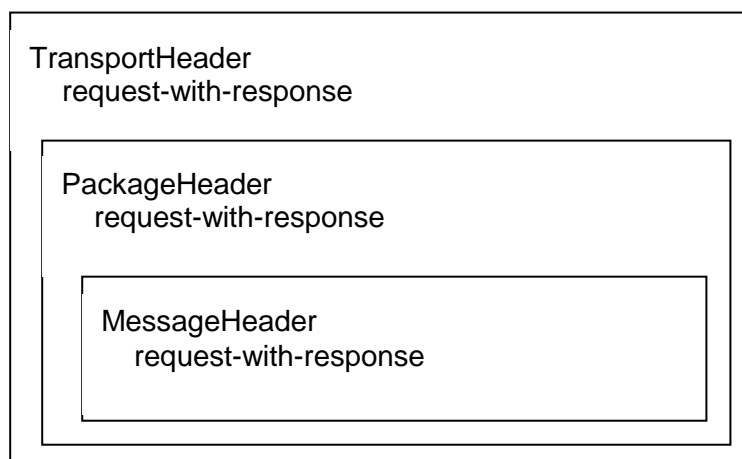 TransportHeader
request-with-response
PackageHeader
request-with-response
MessageHeader
request-with-response